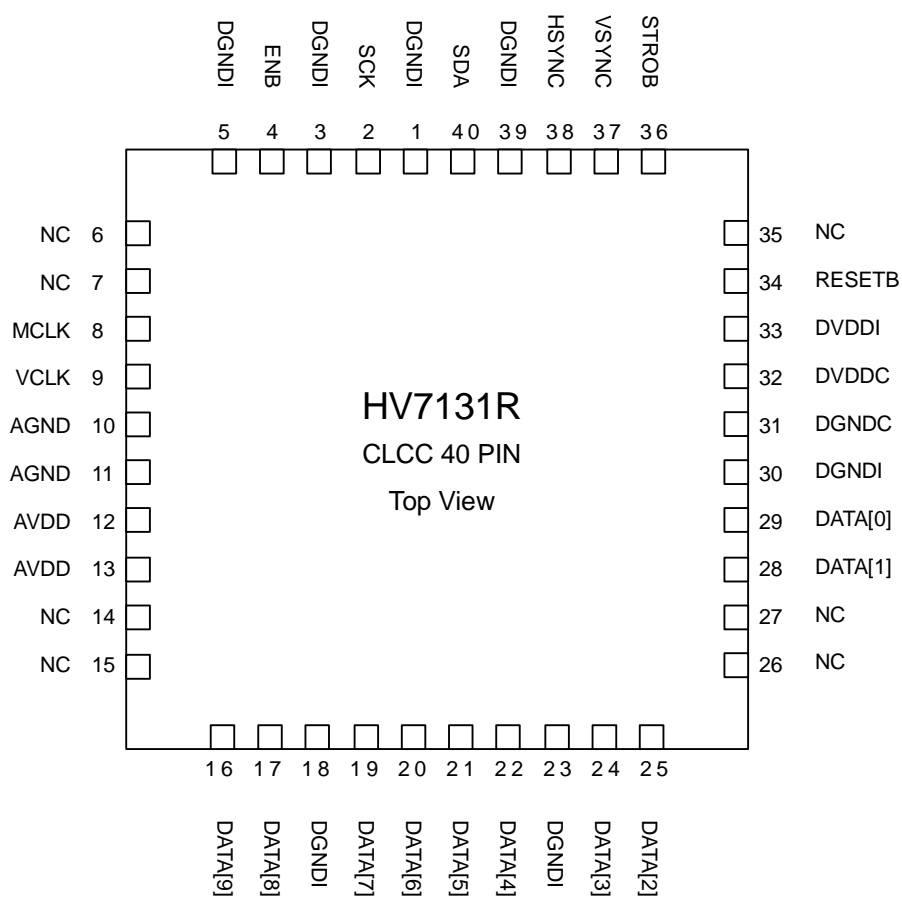 DGNDI ENB DGNDI SCK DGNDI SDA DGNDI HSYNC VSYNC STROB
5 4 3 2 1 40 39 38 37 36
NC 6 35 NC
NC 7 34 RESETB
MCLK 8 33 DVDDI
VCLK 9 32 DVDDC
HV7131R
AGND 10 31 DGNDC
CLCC 40 PIN
AGND 11 30 DGNDI
Top View
AVDD 12 29 DATA[0]
AVDD 13 28 DATA[1]
NC 14 27 NC
NC 15 26 NC
16 17 18 19 20 21 22 23 24 25
DATA[9] DATA[8] DGNDI DATA[7] DATA[6] DATA[5] DATA[4] DGNDI DATA[3] DATA[2]